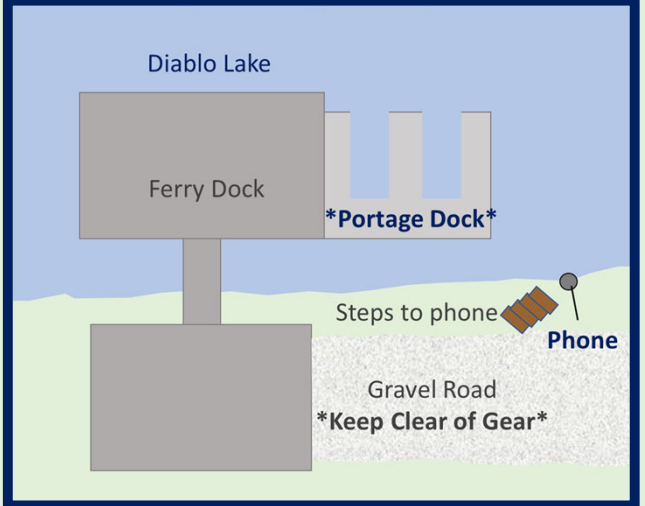 Diablo Lake
Ferry Dock
*Portage Dock*
Steps to phone
Phone
Gravel Road
*Keep Clear of Gear*